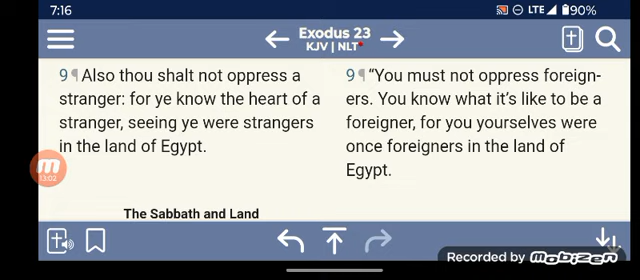 7:16
LTE 90%
Exodus 23
KJV | NLT
9 ¶ Also thou shalt not oppress a
stranger: for ye know the heart of a
stranger, seeing ye were strangers
in the land of Egypt.
9 ¶ “You must not oppress foreign-
ers. You know what it’s like to be a
foreigner, for you yourselves were
once foreigners in the land of
Egypt.
13:02
The Sabbath and Land
Recorded by Mobizen